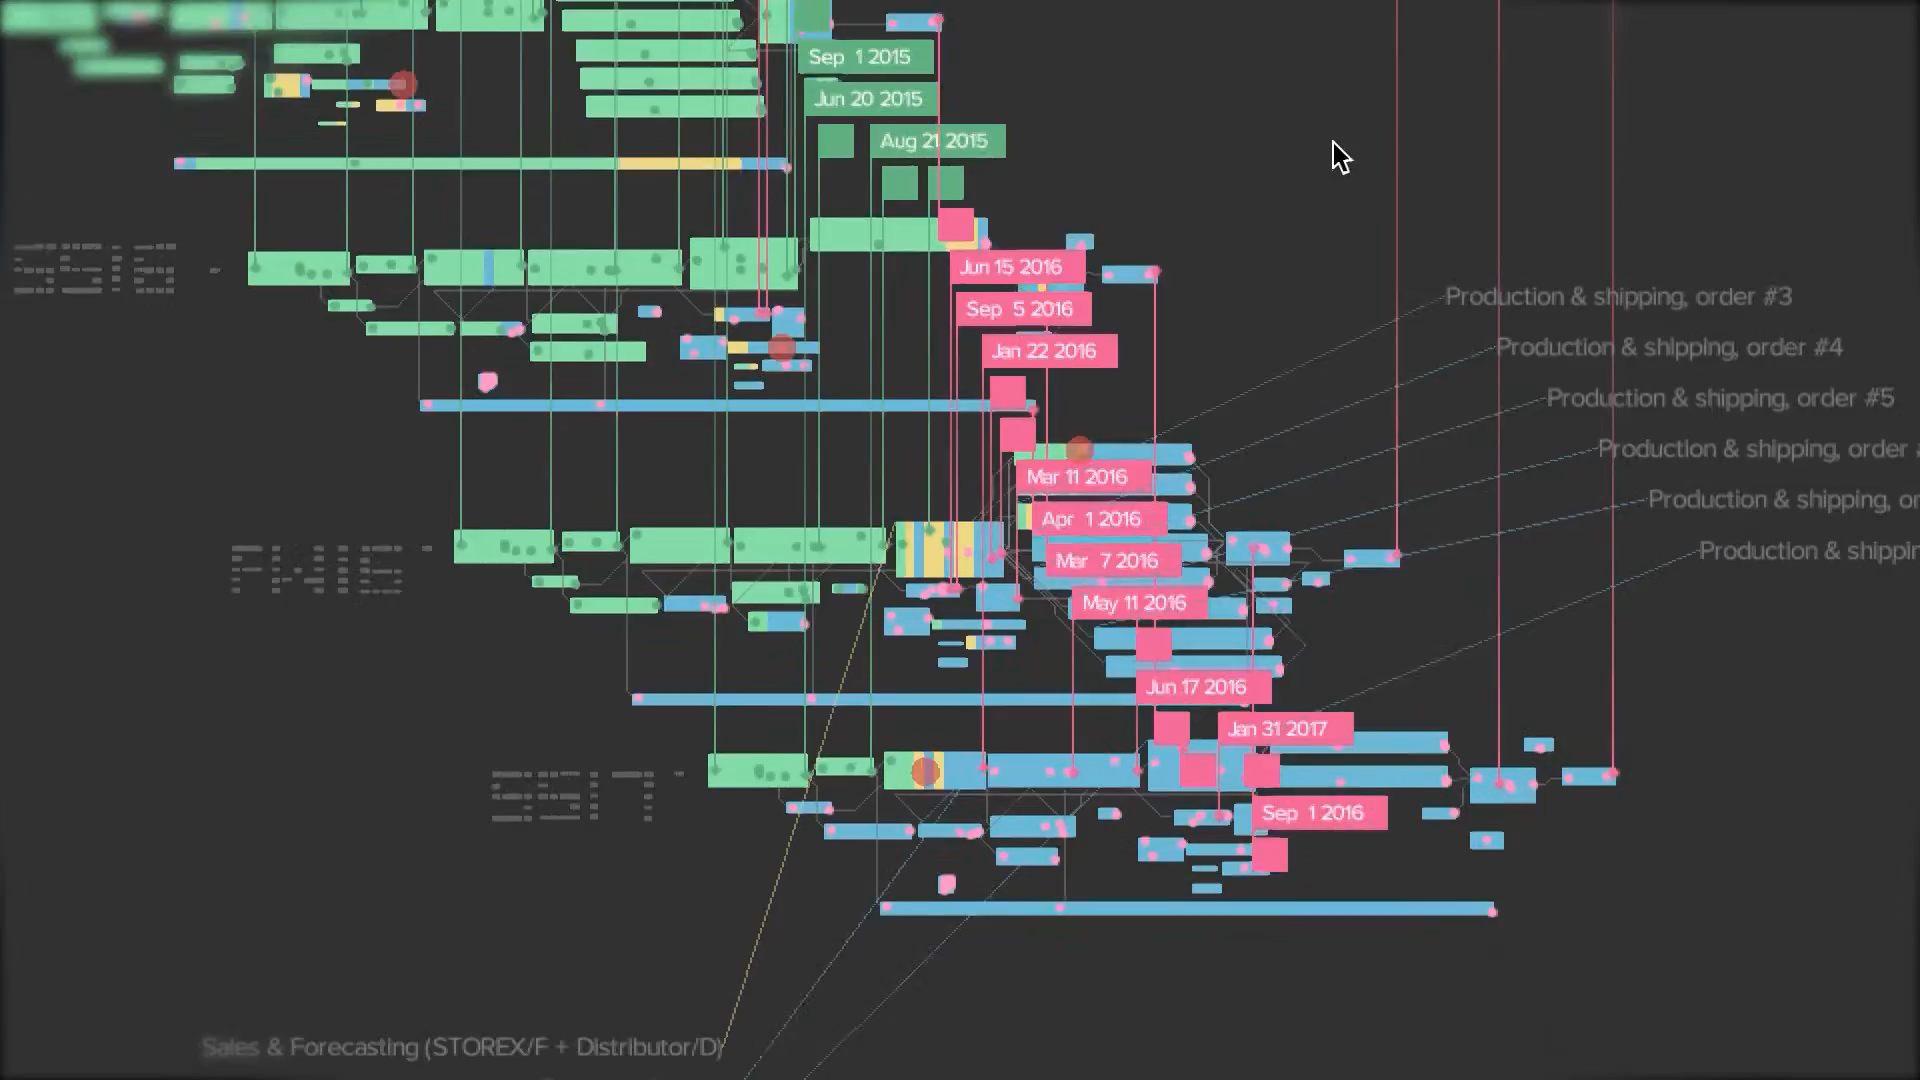 Sep 1 2015
Jun 20 2015
Aug 21 2015
SS16
Jun 15 2016
Sep 5 2016
Jan 22 2016
Production & shipping, order #3
Production & shipping, order #4
Production & shipping, order #5
Production & shipping, order
Mar 11 2016
Production & shipping,
Apr 1 2016
FW16
Mar 7 2016
Production &
May 11 2016
Jun 17 2016
Jan 31 2017
SS17
Sep 1 2016
Sales & Forecasting (STOREX/F + Distributor/D)